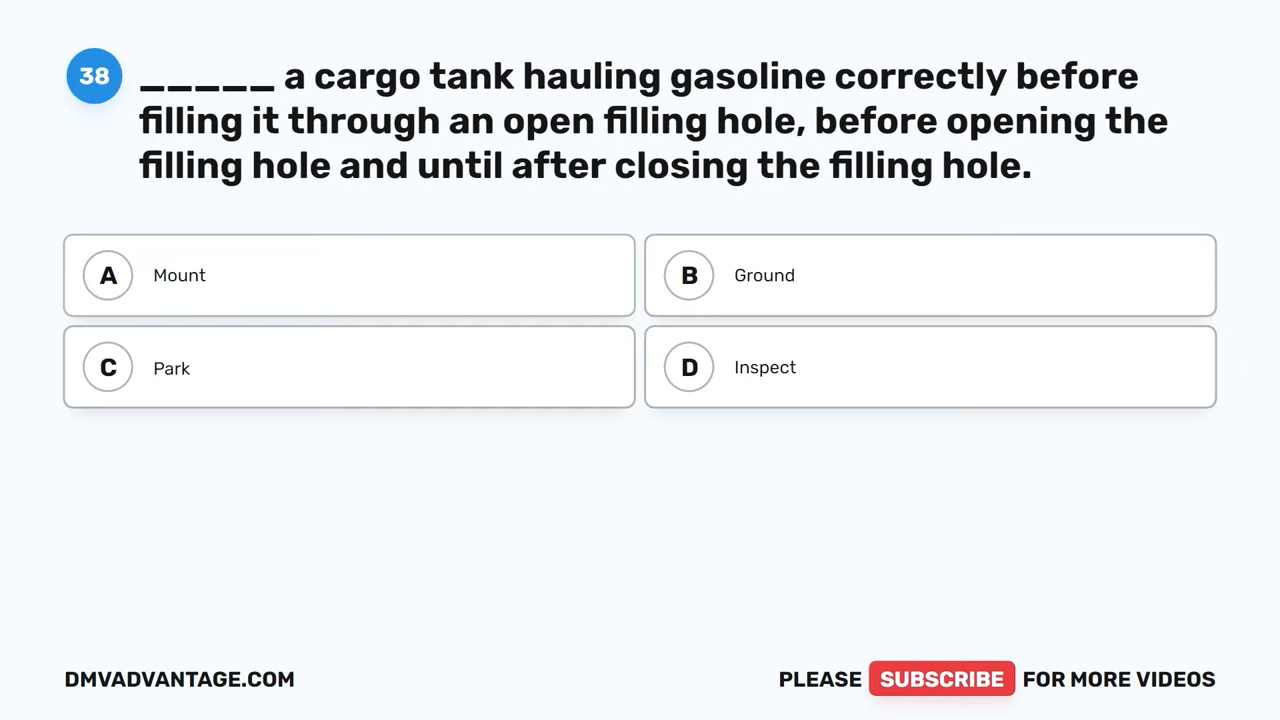 38
_____ a cargo tank hauling gasoline correctly before
filling it through an open filling hole, before opening the
filling hole and until after closing the filling hole.
A Mount
B Ground
C Park
D Inspect
DMVADVANTAGE.COM
PLEASE SUBSCRIBE FOR MORE VIDEOS